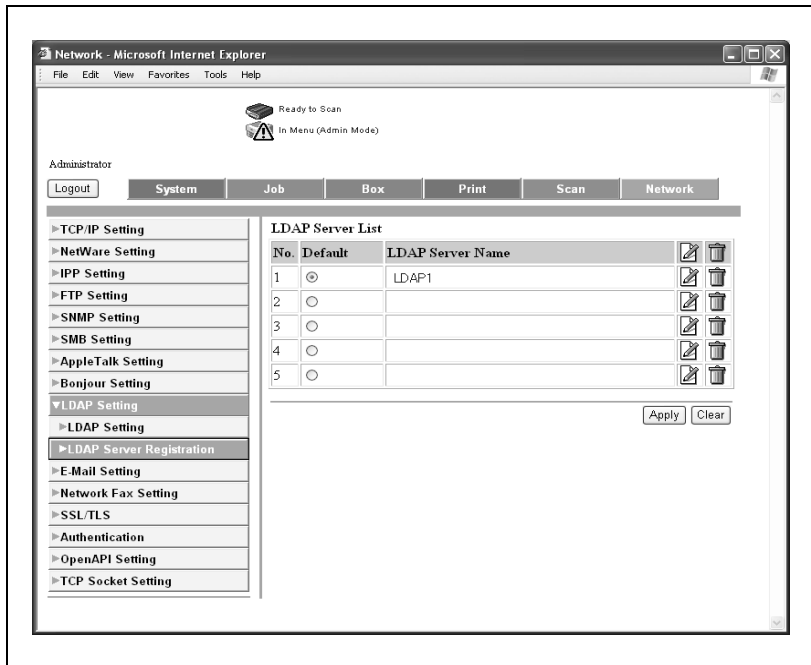 Network - Microsoft Internet Explorer
File Edit View Favorites Tools Help
Ready to Scan
In Menu (Admin Mode)
Administrator
Logout System Job Box Print Scan Network
TCP/IP Setting
NetWare Setting
IPP Setting
FTP Setting
SNMP Setting
SMB Setting
AppleTalk Setting
Bonjour Setting
LDAP Setting
LDAP Setting
LDAP Server Registration
E-Mail Setting
Network Fax Setting
SSL/TLS
Authentication
OpenAPI Setting
TCP Socket Setting
LDAP Server List
No. Default LDAP Server Name
1 LDAP1
2
3
4
5
Apply Clear